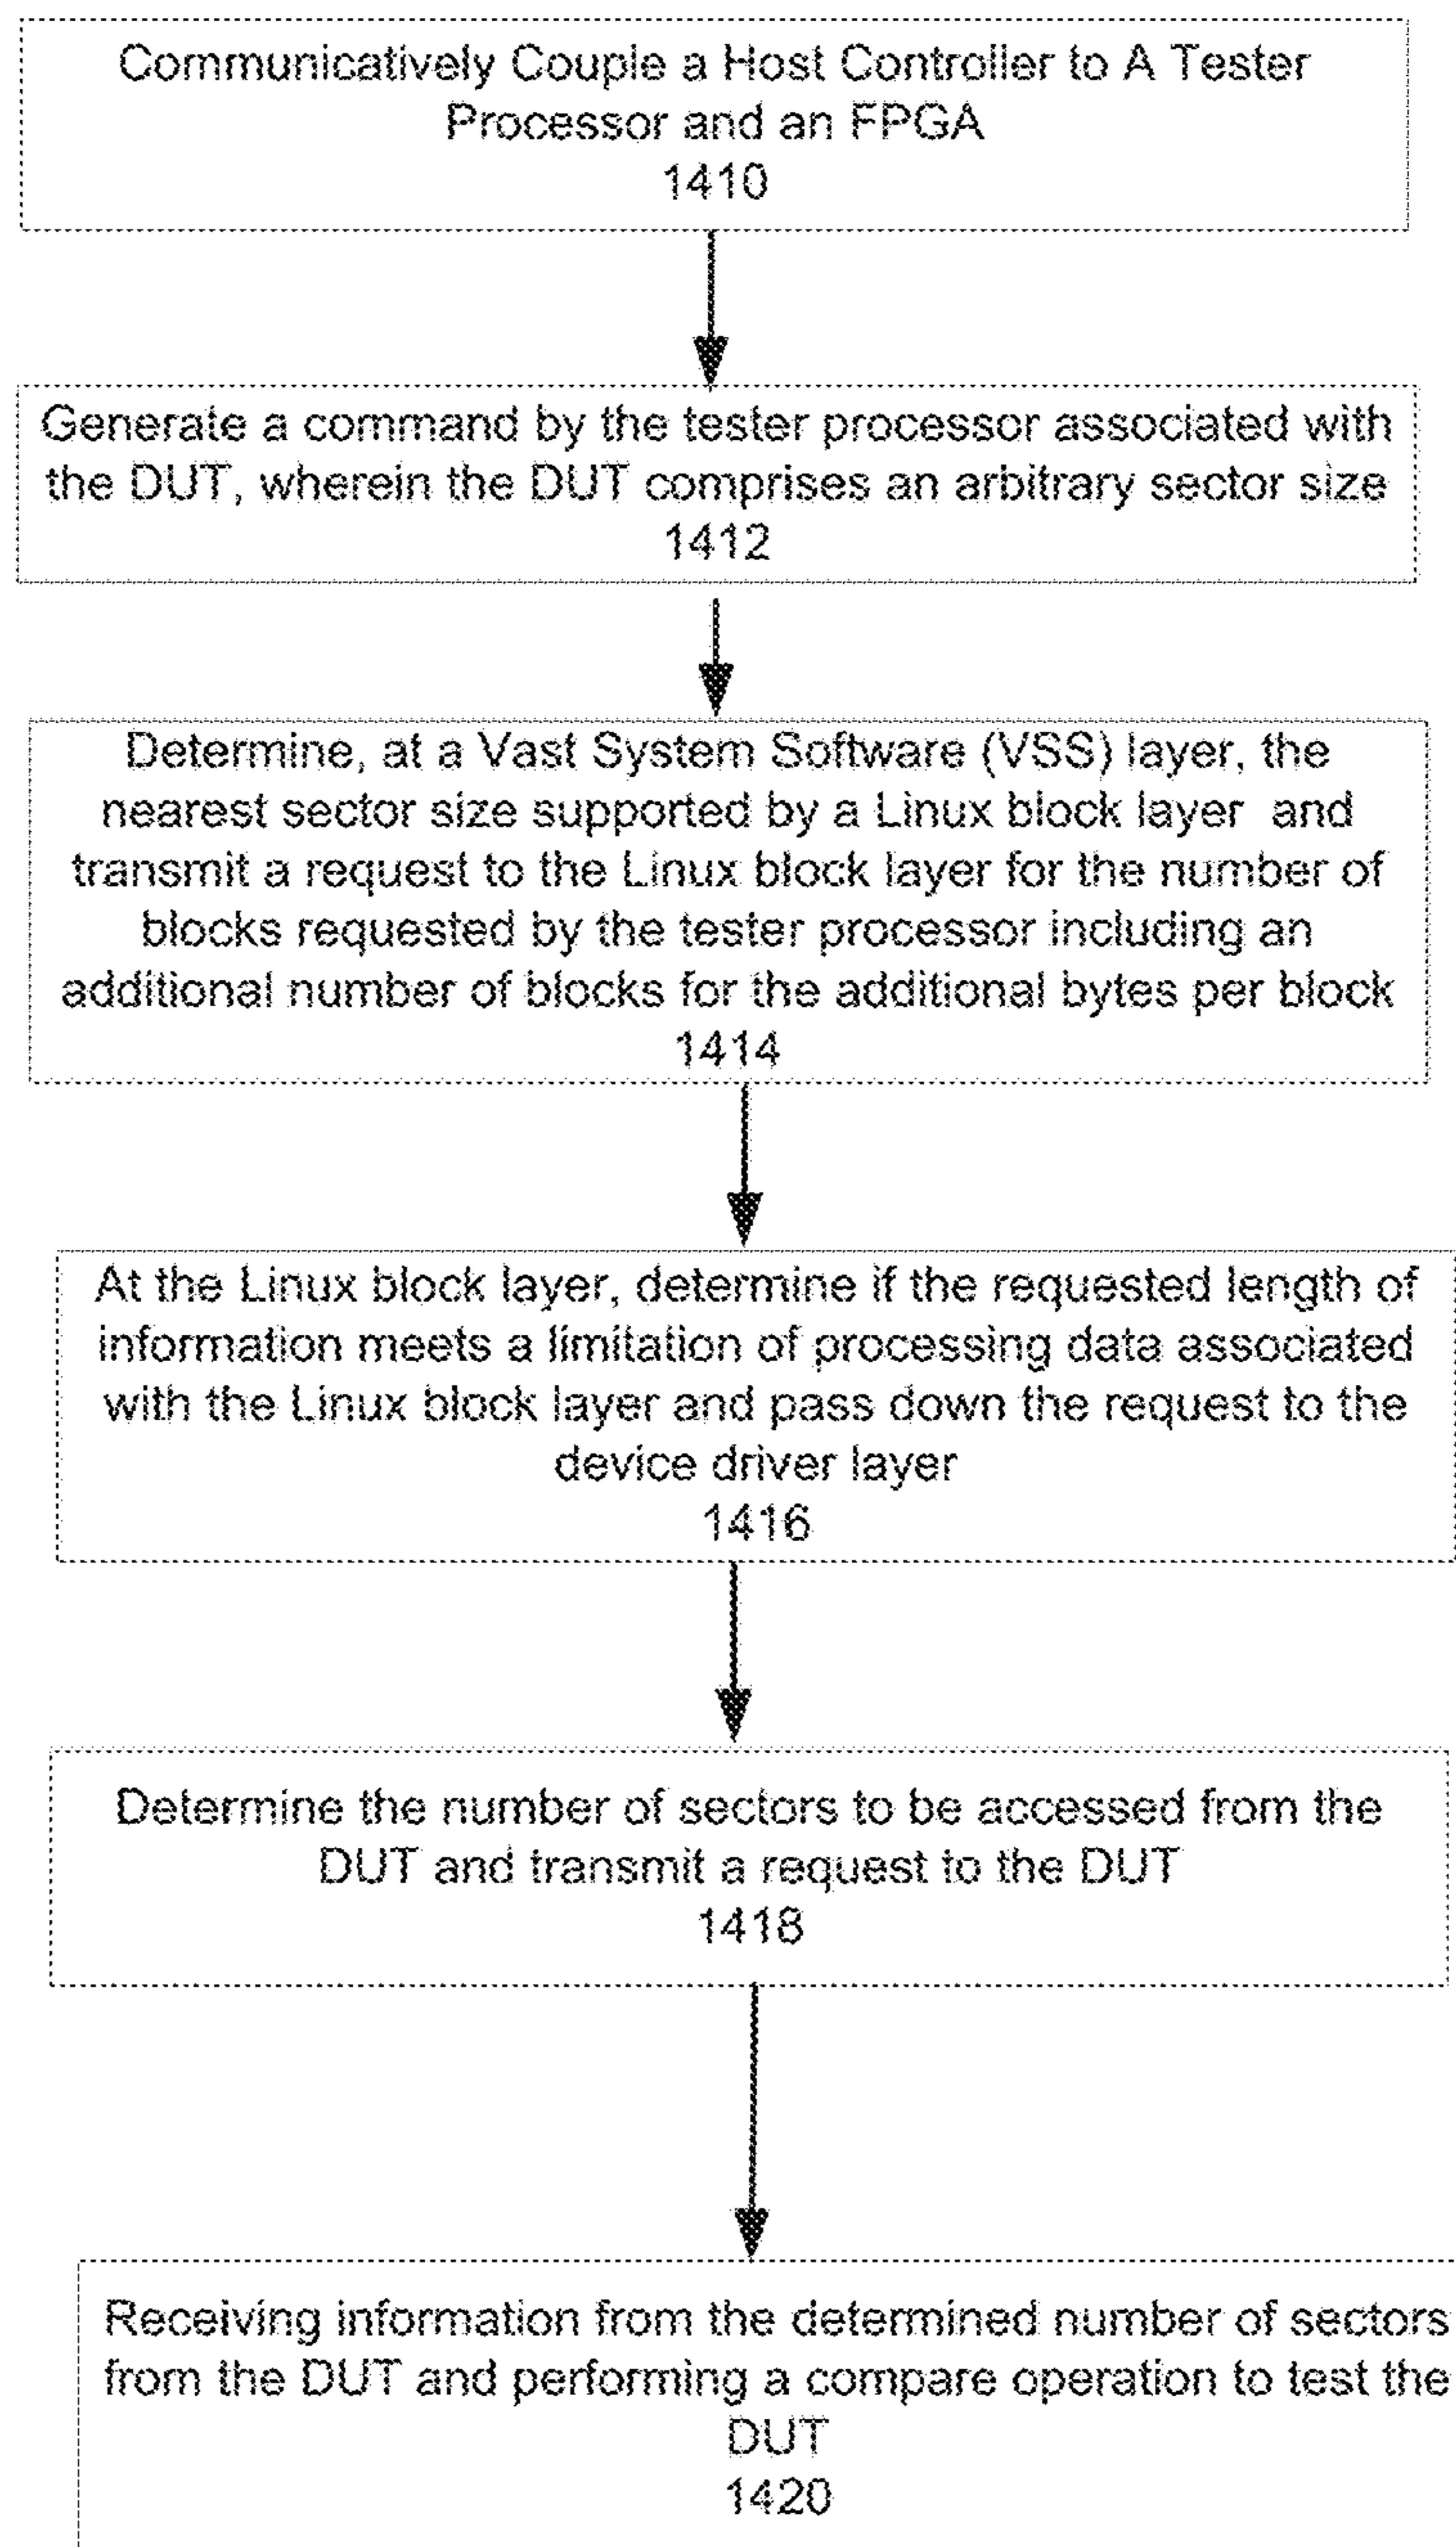 Communicatively Couple a Host Controller to A Tester
Processor and an FPGA
1410
Generate a command by the tester processor associated with
the DUT, wherein the DUT comprises an arbitrary sector size
1412
Determine, at a Vast System Software (VSS) layer, the
nearest sector size supported by a Linux block layer and
transmit a request to the Linux block layer for the number of
blocks requested by the tester processor including an
additional number of blocks for the additional bytes per block
1414
At the Linux block layer, determine if the requested length of
information meets a limitation of processing data associated
with the Linux block layer and pass down the request to the
device driver layer
1416
Determine the number of sectors to be accessed from the
DUT and transmit a request to the DUT
1418
Receiving information from the determined number of sectors
from the DUT and performing a compare operation to test the
DUT
1420